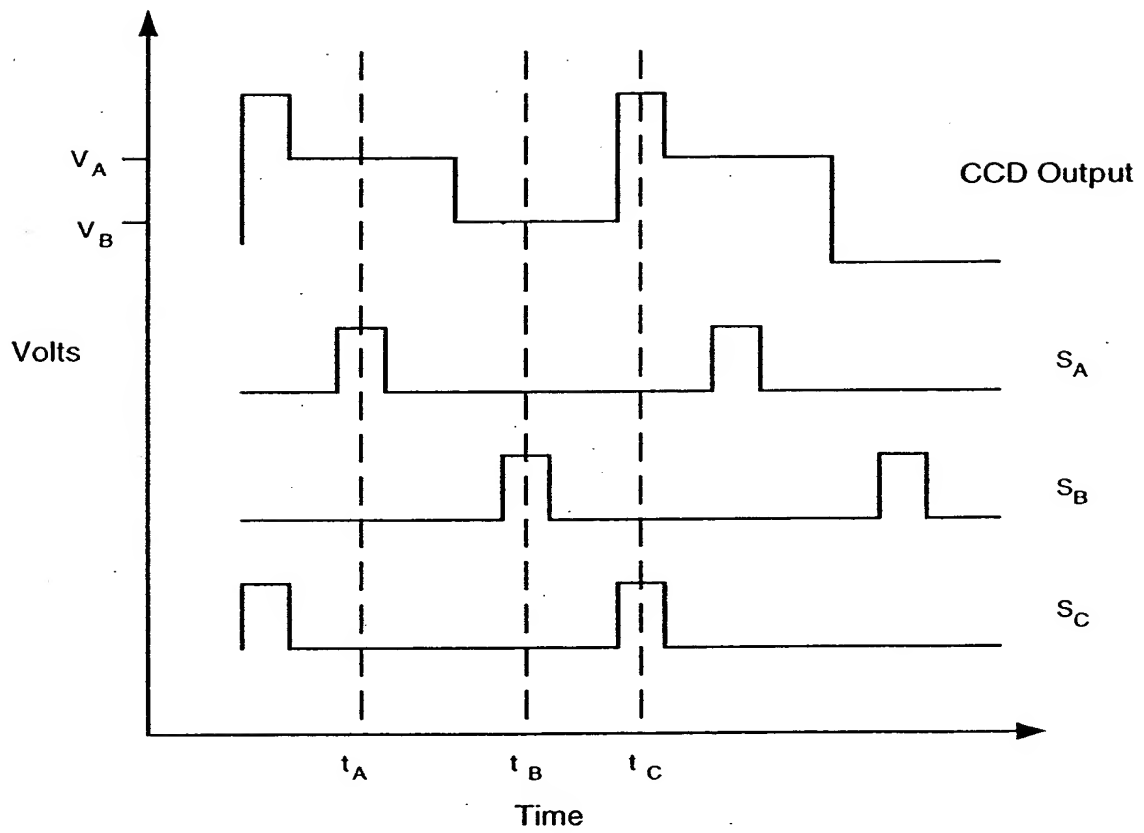 V_A
CCD Output
V_B
Volts
S_A
S_B
S_C
t_A t_B t_C
Time